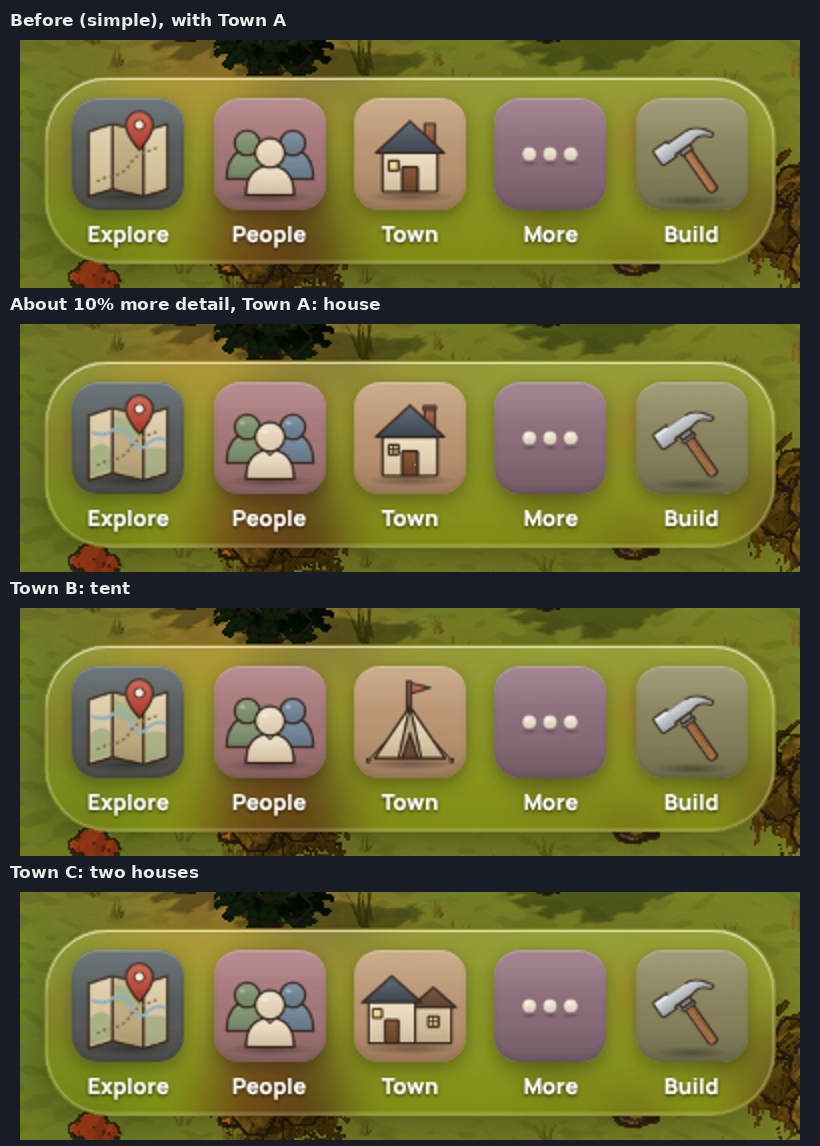 Before (simple), with Town A
Explore People Town More Build
About 10% more detail, Town A: house
Explore People Town More Build
Town B: tent
Explore People Town More Build
Town C: two houses
Explore People Town More Build